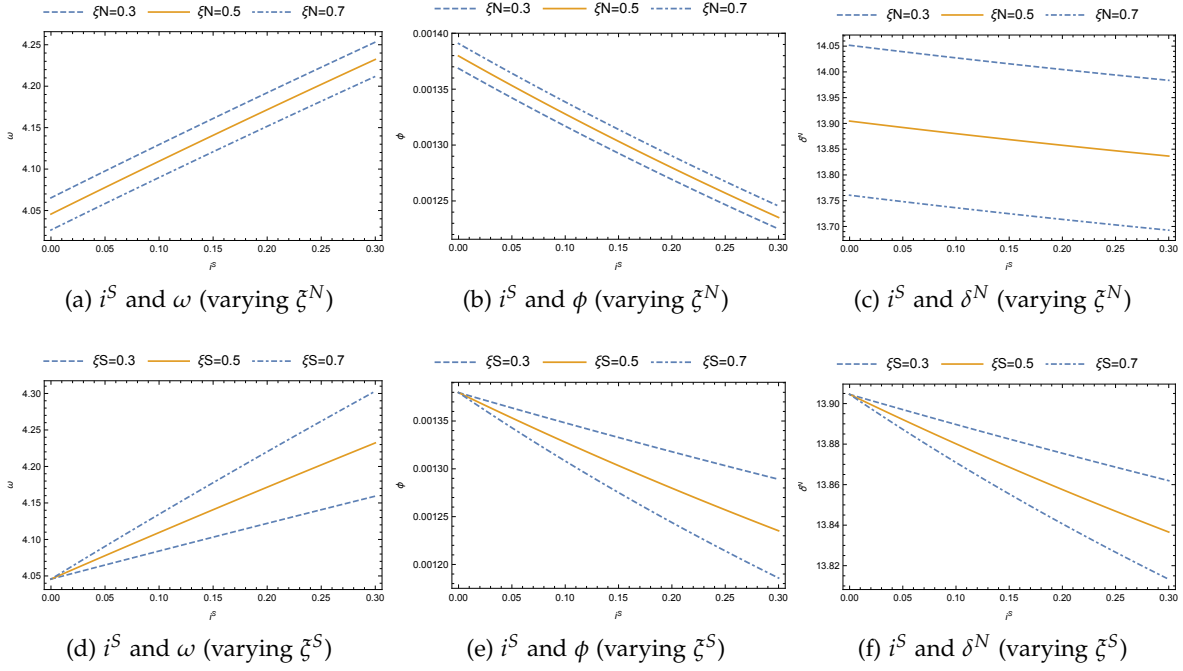 ξN=0.3 ξN=0.5 ξN=0.7
4.25
4.20
4.15
4.10
4.05
ω
0.00 0.05 0.10 0.15 0.20 0.25 0.30
i^S
(a) i^S and ω (varying ξ^N)
ξN=0.3 ξN=0.5 ξN=0.7
0.00140
0.00135
0.00130
0.00125
ϕ
0.00 0.05 0.10 0.15 0.20 0.25 0.30
i^S
(b) i^S and ϕ (varying ξ^N)
ξN=0.3 ξN=0.5 ξN=0.7
14.05
14.00
13.95
13.90
13.85
13.80
13.75
13.70
δ^N
0.00 0.05 0.10 0.15 0.20 0.25 0.30
i^S
(c) i^S and δ^N (varying ξ^N)
ξS=0.3 ξS=0.5 ξS=0.7
4.30
4.25
4.20
4.15
4.10
4.05
ω
0.00 0.05 0.10 0.15 0.20 0.25 0.30
i^S
(d) i^S and ω (varying ξ^S)
ξS=0.3 ξS=0.5 ξS=0.7
0.00135
0.00130
0.00125
0.00120
ϕ
0.00 0.05 0.10 0.15 0.20 0.25 0.30
i^S
(e) i^S and ϕ (varying ξ^S)
ξS=0.3 ξS=0.5 ξS=0.7
13.90
13.88
13.86
13.84
13.82
δ^N
0.00 0.05 0.10 0.15 0.20 0.25 0.30
i^S
(f) i^S and δ^N (varying ξ^S)